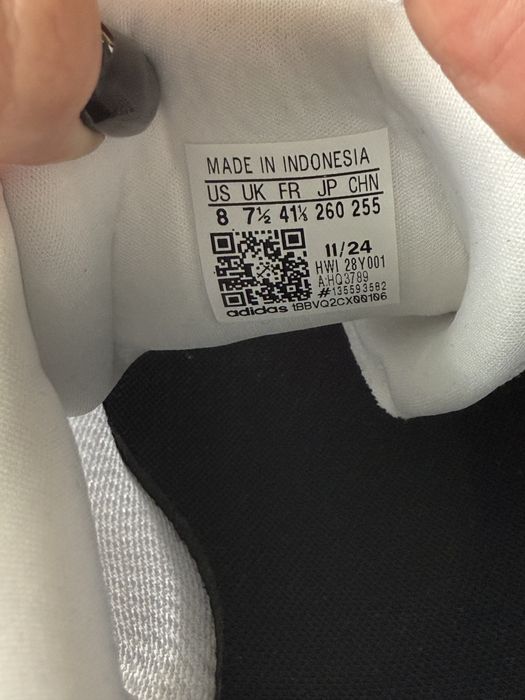 MADE IN INDONESIA
US UK FR JP CHN
8 7½ 41⅓ 260 255
11/24
HWI 28Y001
A:HQ3789
#135593582
adidas 1BBVQ2CX00106